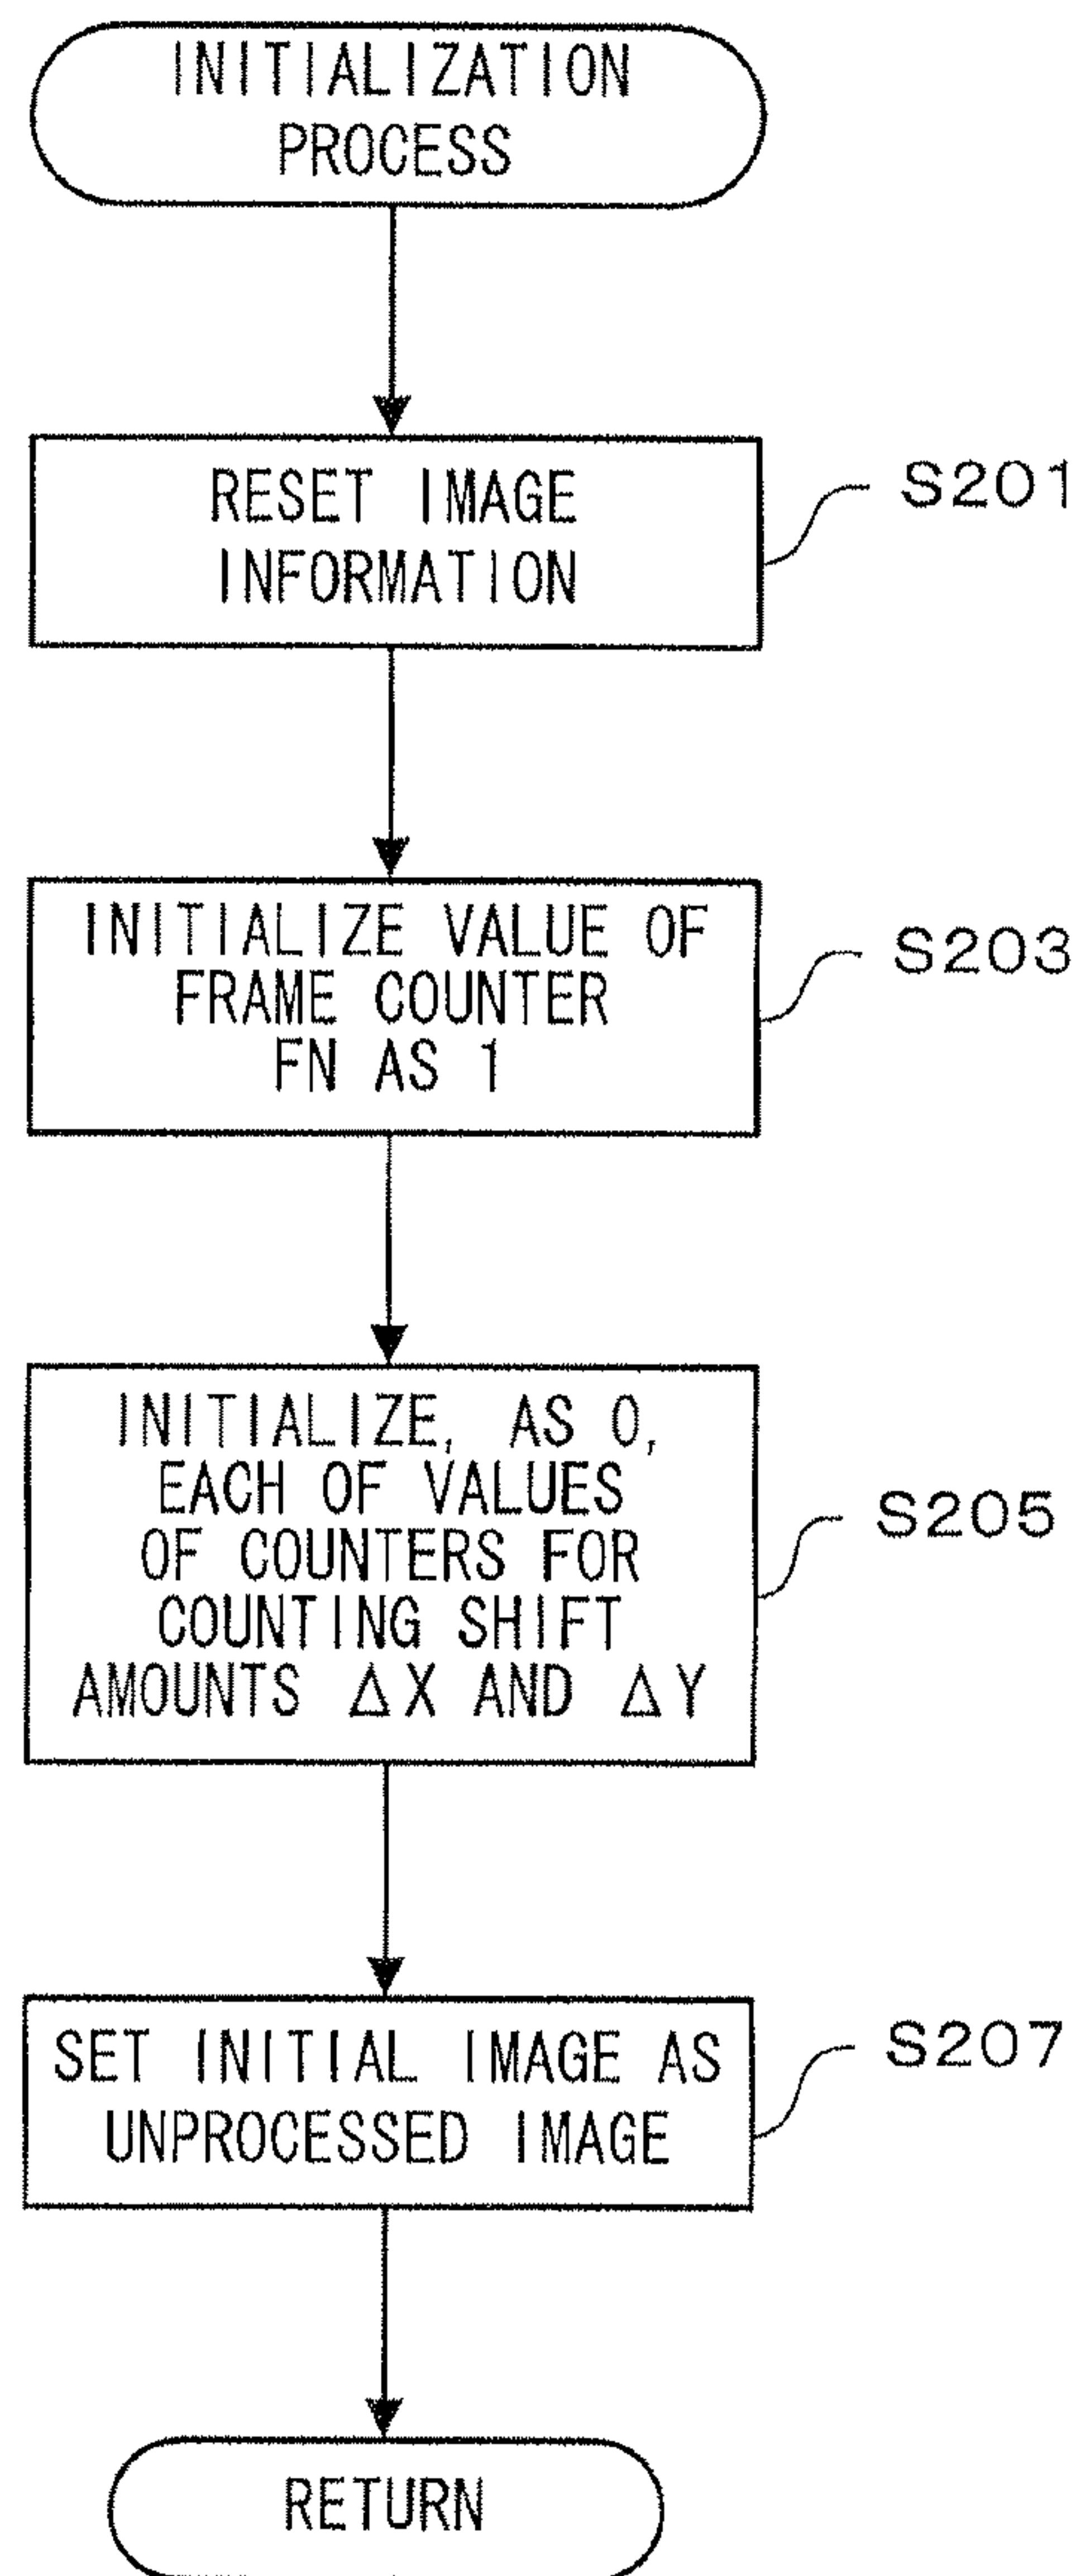 INITIALIZATION
PROCESS
RESET IMAGE
INFORMATION
S201
INITIALIZE VALUE OF
FRAME COUNTER
FN AS 1
S203
INITIALIZE, AS 0,
EACH OF VALUES
OF COUNTERS FOR
COUNTING SHIFT
AMOUNTS ΔX AND ΔY
S205
SET INITIAL IMAGE AS
UNPROCESSED IMAGE
S207
RETURN